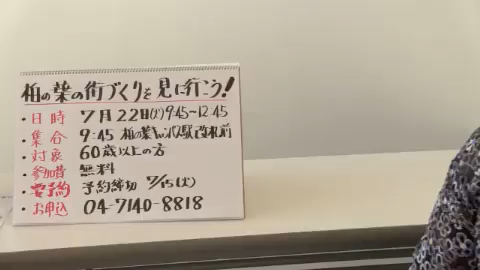 柏の葉の街づくりを見に行こう!
・日時 7月22日(火)9:45~12:45
・集合 9:45 柏の葉キャンパス駅改札前
・対象 60歳以上の方
・参加費 無料
・要予約 予約締切 7/15(火)
・お申込 04-7140-8818